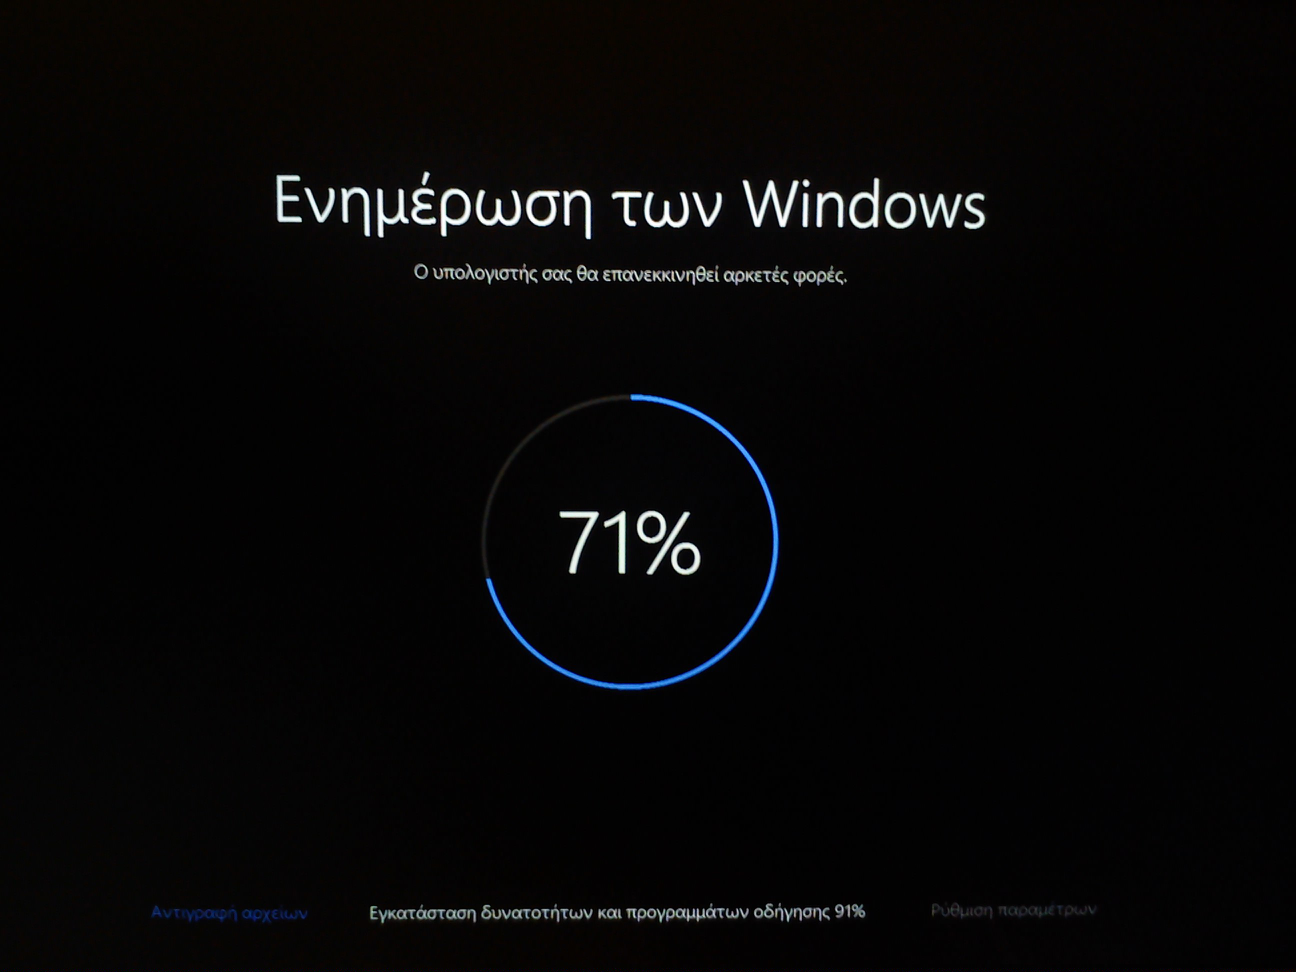 Ενημέρωση των Windows
Ο υπολογιστής σας θα επανεκκινηθεί αρκετές φορές.
71%
Αντιγραφή αρχείων Εγκατάσταση δυνατοτήτων και προγραμμάτων οδήγησης 91% Ρύθμιση παραμέτρων